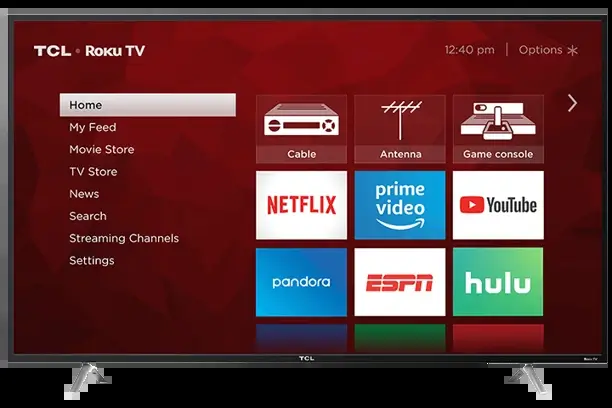 TCL • Roku TV
12:40 pm | Options
Home
My Feed
Movie Store
TV Store
News
Search
Streaming Channels
Settings
Cable
Antenna
Game console
NETFLIX
prime
video
YouTube
pandora
ESPN
hulu
TCL
Roku TV